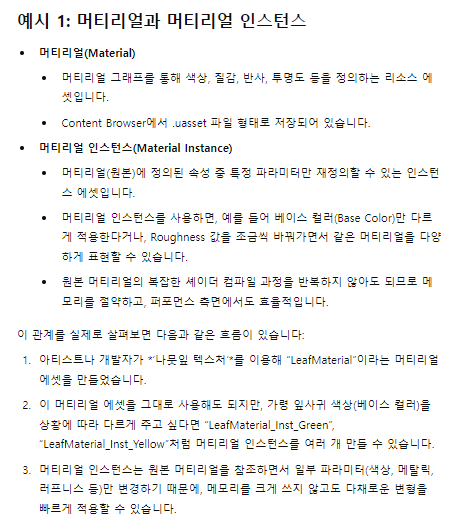 예시 1: 머티리얼과 머티리얼 인스턴스
• 머티리얼(Material)
• 머티리얼 그래프를 통해 색상, 질감, 반사, 투명도 등을 정의하는 리소스 에
셋입니다.
• Content Browser에서 .uasset 파일 형태로 저장되어 있습니다.
• 머티리얼 인스턴스(Material Instance)
• 머티리얼(원본)에 정의된 속성 중 특정 파라미터만 재정의할 수 있는 인스턴
스 에셋입니다.
• 머티리얼 인스턴스를 사용하면, 예를 들어 베이스 컬러(Base Color)만 다르
게 적용한다거나, Roughness 값을 조금씩 바꿔가면서 같은 머티리얼을 다양
하게 표현할 수 있습니다.
• 원본 머티리얼의 복잡한 셰이더 컴파일 과정을 반복하지 않아도 되므로 메
모리를 절약하고, 퍼포먼스 측면에서도 효율적입니다.
이 관계를 실제로 살펴보면 다음과 같은 흐름이 있습니다:
1. 아티스트나 개발자가 *‘나뭇잎 텍스처’*를 이용해 “LeafMaterial”이라는 머티리얼
에셋을 만들었습니다.
2. 이 머티리얼 에셋을 그대로 사용해도 되지만, 가령 잎사귀 색상(베이스 컬러)을
상황에 따라 다르게 주고 싶다면 “LeafMaterial_Inst_Green”,
“LeafMaterial_Inst_Yellow”처럼 머티리얼 인스턴스를 여러 개 만들 수 있습니다.
3. 머티리얼 인스턴스는 원본 머티리얼을 참조하면서 일부 파라미터(색상, 메탈릭,
러프니스 등)만 변경하기 때문에, 메모리를 크게 쓰지 않고도 다채로운 변형을
빠르게 적용할 수 있습니다.